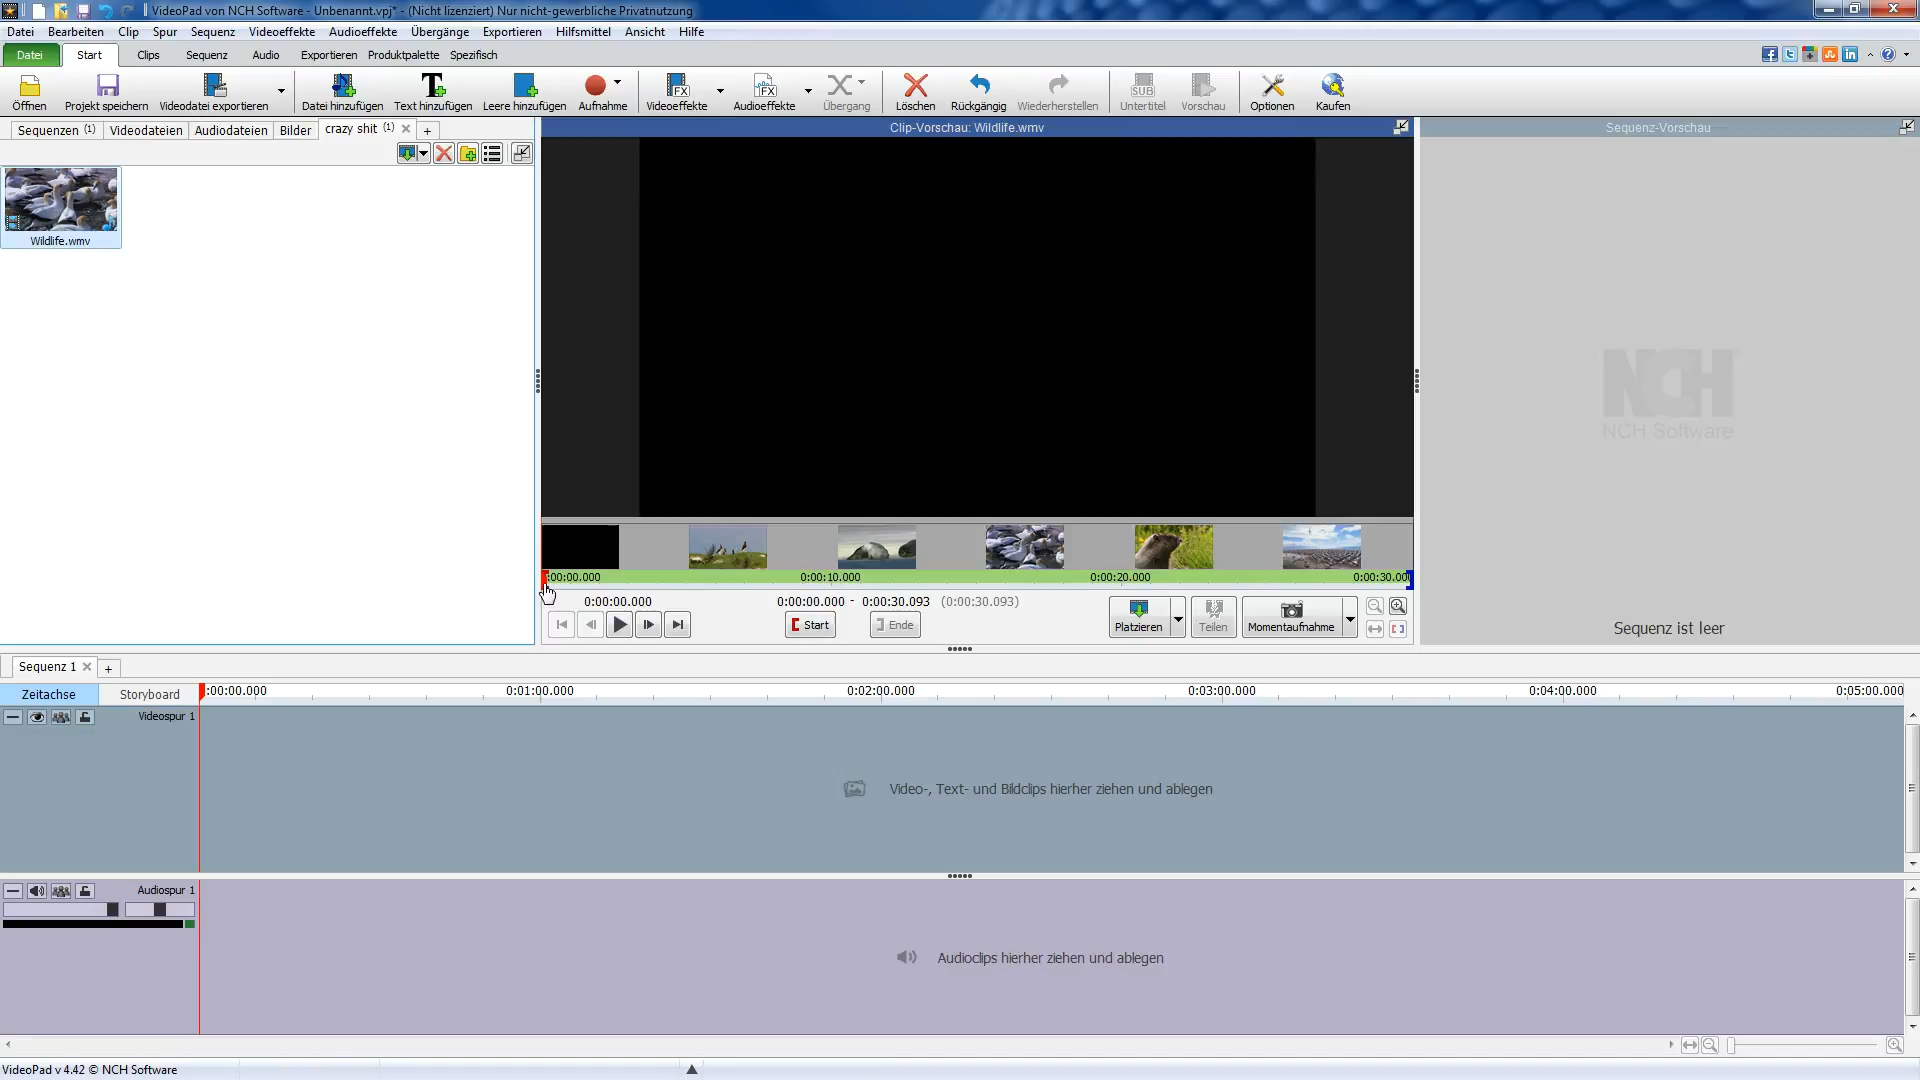 VideoPad von NCH Software - Unbenannt.vpj* - (Nicht lizenziert) Nur nicht-gewerbliche Privatnutzung
Datei Bearbeiten Clip Spur Sequenz Videoeffekte Audioeffekte Übergänge Exportieren Hilfsmittel Ansicht Hilfe
Datei Start Clips Sequenz Audio Exportieren Produktpalette Spezifisch
Öffnen Projekt speichern Videodatei exportieren Datei hinzufügen Text hinzufügen Leere hinzufügen Aufnahme Videoeffekte Audioeffekte Übergang Löschen Rückgängig Wiederherstellen Untertitel Vorschau Optionen Kaufen
Sequenzen (1) Videodateien Audiodateien Bilder crazy shit (1) +
Clip-Vorschau: Wildlife.wmv
Sequenz-Vorschau
Wildlife.wmv
NCH
NCH Software
:00:00.000 0:00:10.000 0:00:20.000 0:00:30.00
0:00:00.000 0:00:00.000 - 0:00:30.093 (0:00:30.093)
Start Ende Platzieren Teilen Momentaufnahme
Sequenz ist leer
Sequenz 1 +
Zeitachse Storyboard :00:00.000 0:01:00.000 0:02:00.000 0:03:00.000 0:04:00.000 0:05:00.000
Videospur 1
Video-, Text- und Bildclips hierher ziehen und ablegen
Audiospur 1
Audioclips hierher ziehen und ablegen
VideoPad v 4.42 © NCH Software